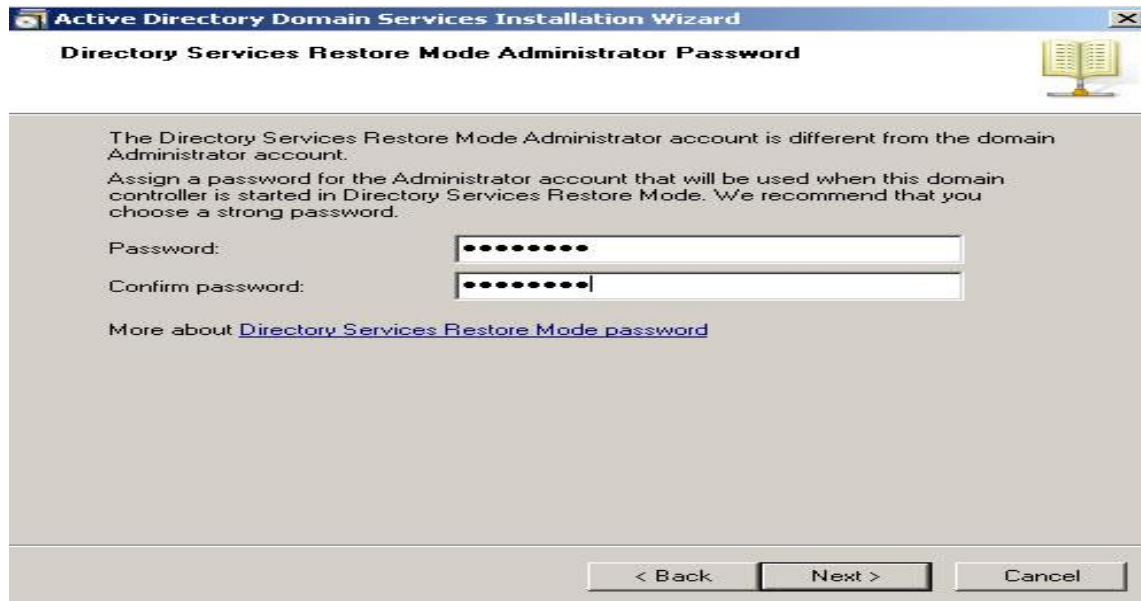 Active Directory Domain Services Installation Wizard
Directory Services Restore Mode Administrator Password
The Directory Services Restore Mode Administrator account is different from the domain
Administrator account.
Assign a password for the Administrator account that will be used when this domain
controller is started in Directory Services Restore Mode. We recommend that you
choose a strong password.
Password: ●●●●●●●●
Confirm password: ●●●●●●●●
More about Directory Services Restore Mode password
< Back Next > Cancel